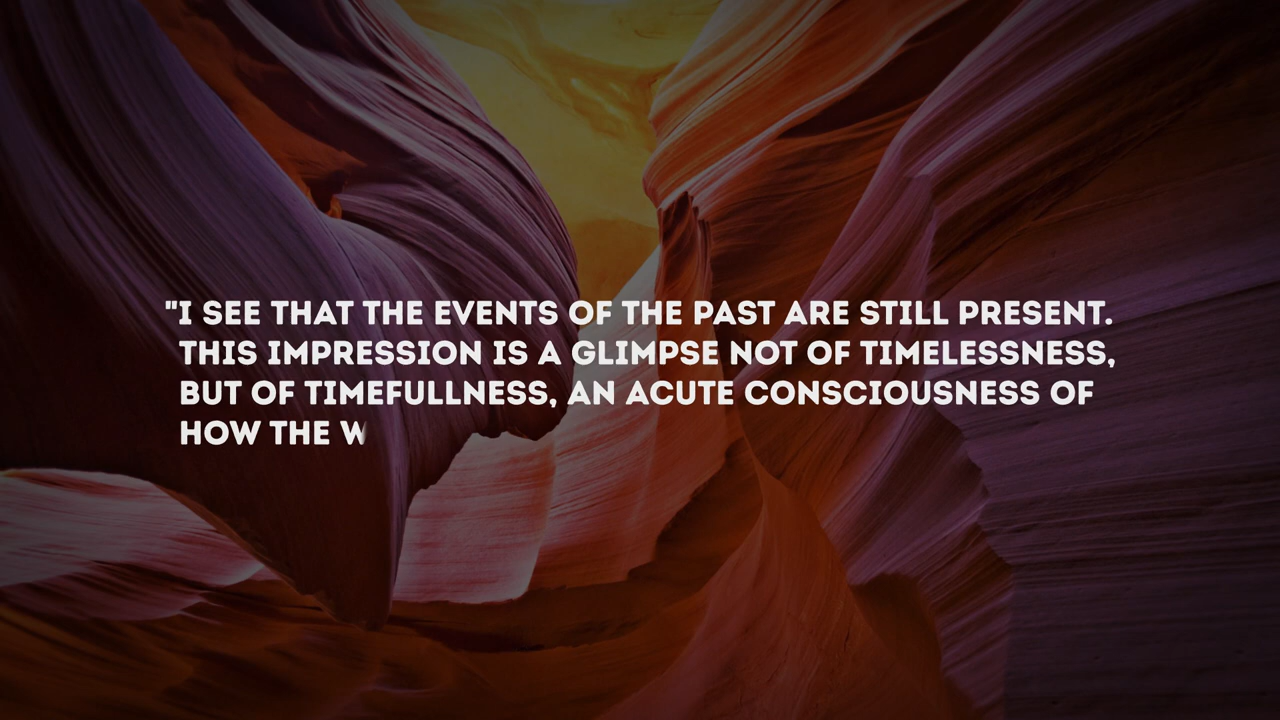 "I SEE THAT THE EVENTS OF THE PAST ARE STILL PRESENT.
THIS IMPRESSION IS A GLIMPSE NOT OF TIMELESSNESS,
BUT OF TIMEFULLNESS, AN ACUTE CONSCIOUSNESS OF
HOW THE W